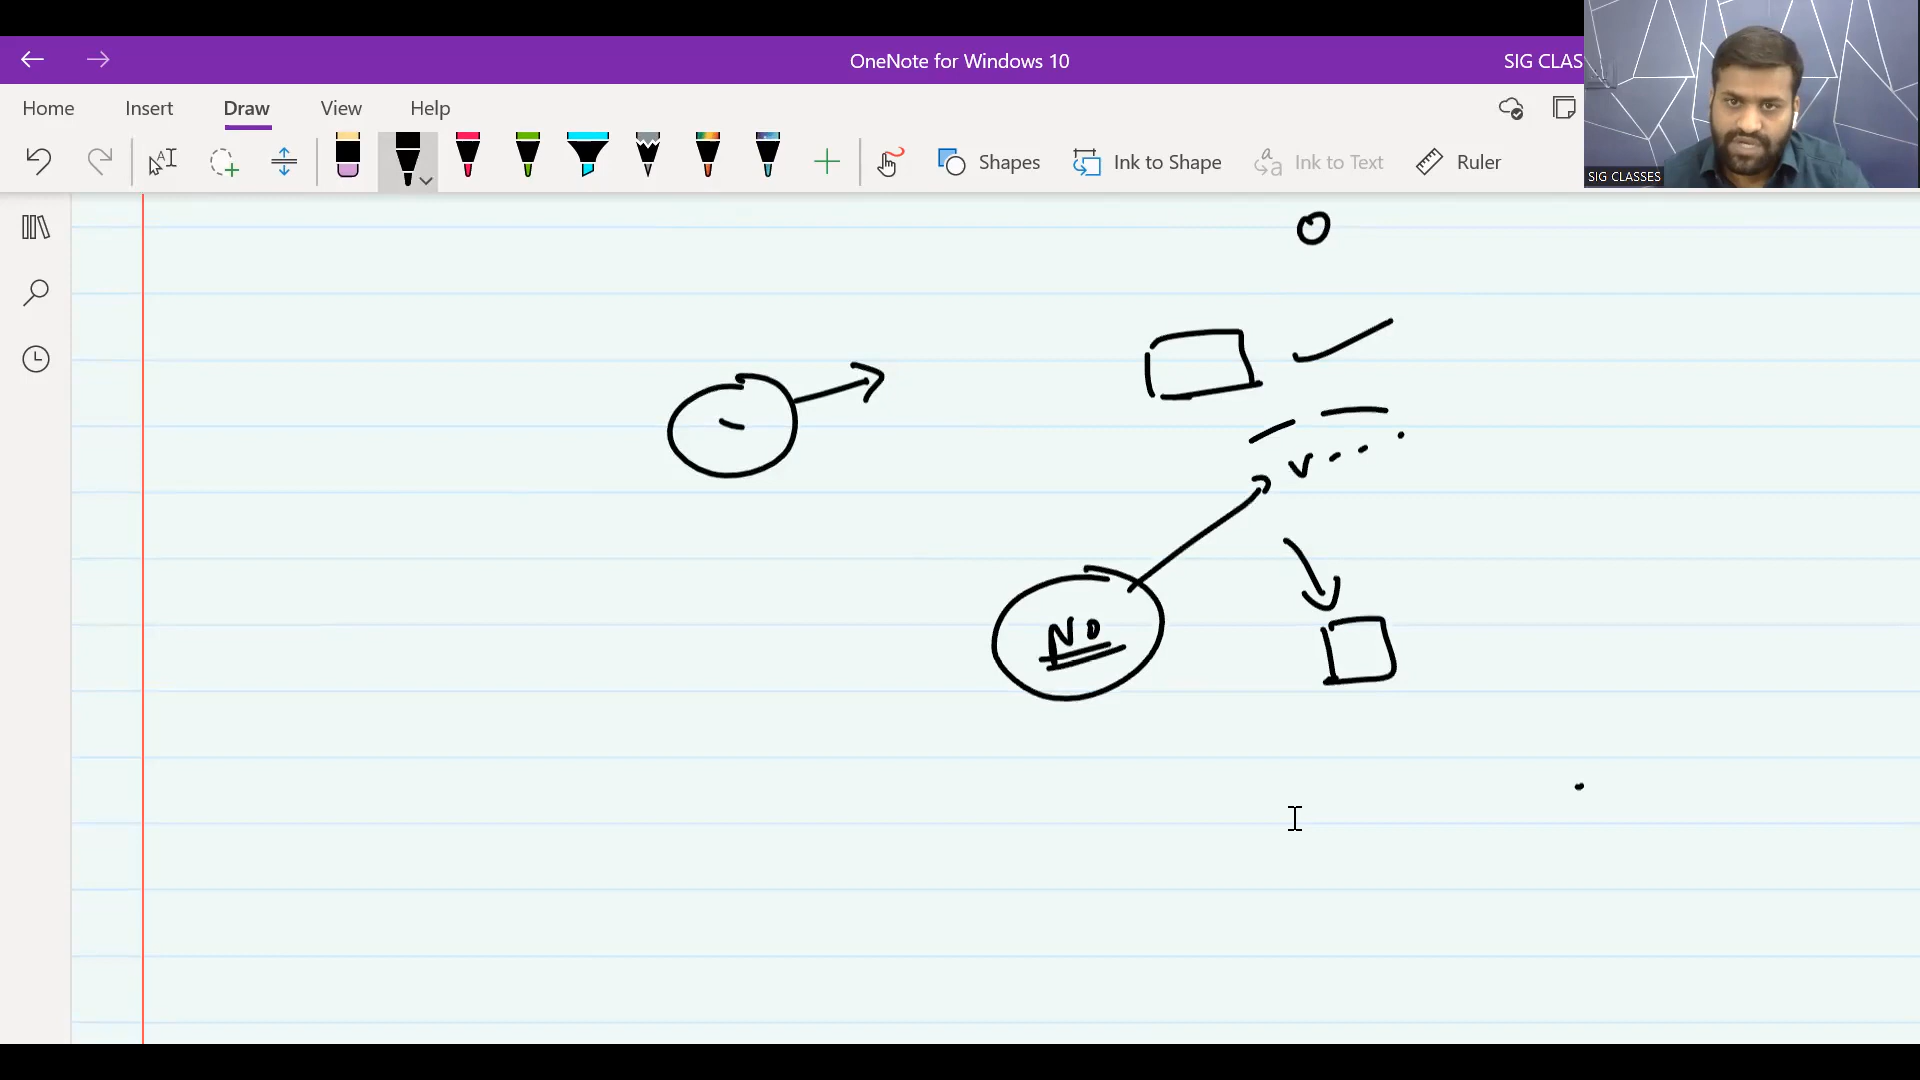 OneNote for Windows 10
SIG CLAS
Home Insert Draw View Help
Shapes Ink to Shape Ink to Text Ruler
SIG CLASSES
No